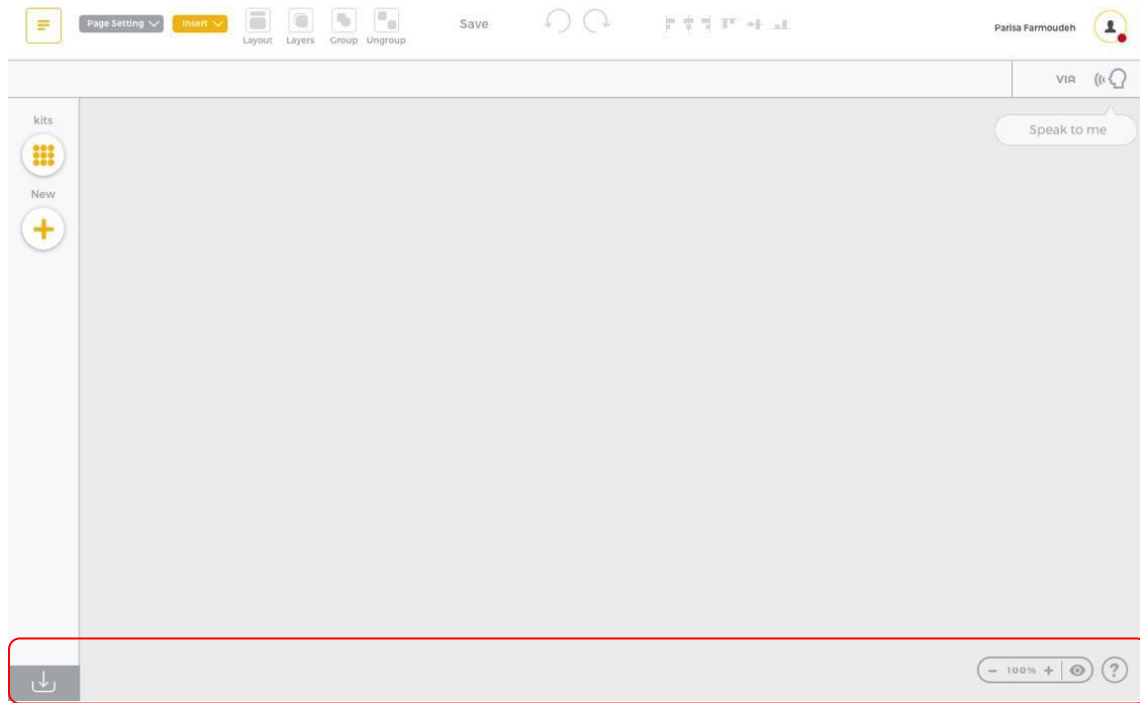 Page Setting
Insert
Layout
Layers
Group
Ungroup
Save
Parisa Farmoudeh
VIA
kits
Speak to me
New
- 100% +
?